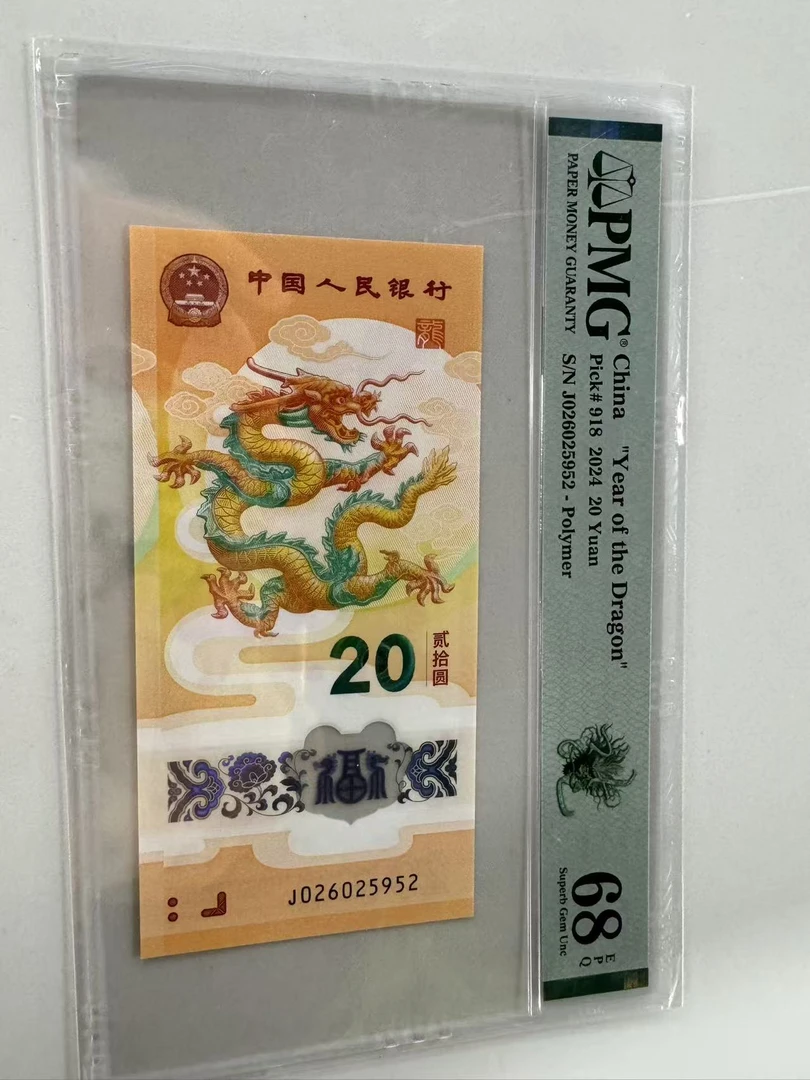 中国人民银行
龍
20
贰拾圆
福
J026025952
PMG®
PAPER MONEY GUARANTY
China "Year of the Dragon"
Pick# 918 2024 20 Yuan
S/N J026025952 - Polymer
68 EPQ
Superb Gem Unc